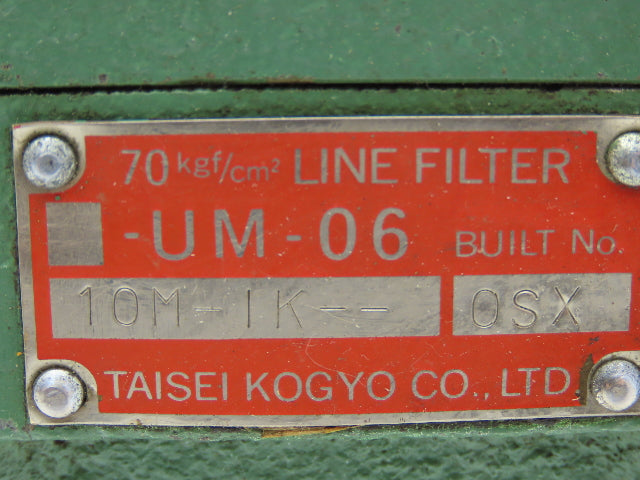 70 kgf/cm² LINE FILTER
-UM-06 BUILT No.
10M-1K-- 0SX
TAISEI KOGYO CO., LTD.